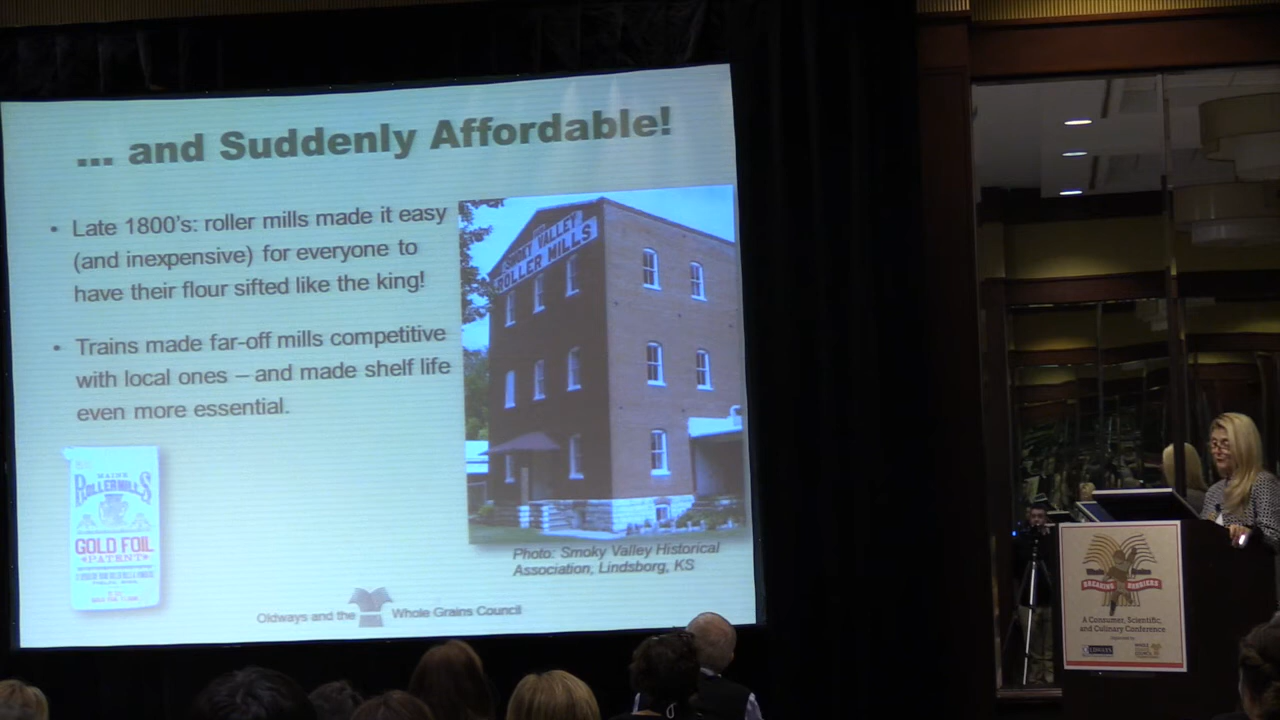 ... and Suddenly Affordable!
• Late 1800's: roller mills made it easy
(and inexpensive) for everyone to
have their flour sifted like the king!
• Trains made far-off mills competitive
with local ones – and made shelf life
even more essential.
SMOKY VALLEY
ROLLER MILLS
ROLLER MILLS
GOLD FOIL
PATENT
Photo: Smoky Valley Historical
Association, Lindsborg, KS
Oldways and the Whole Grains Council
BREAKING BARRIERS
A Consumer, Scientific,
and Culinary Conference
OLDWAYS